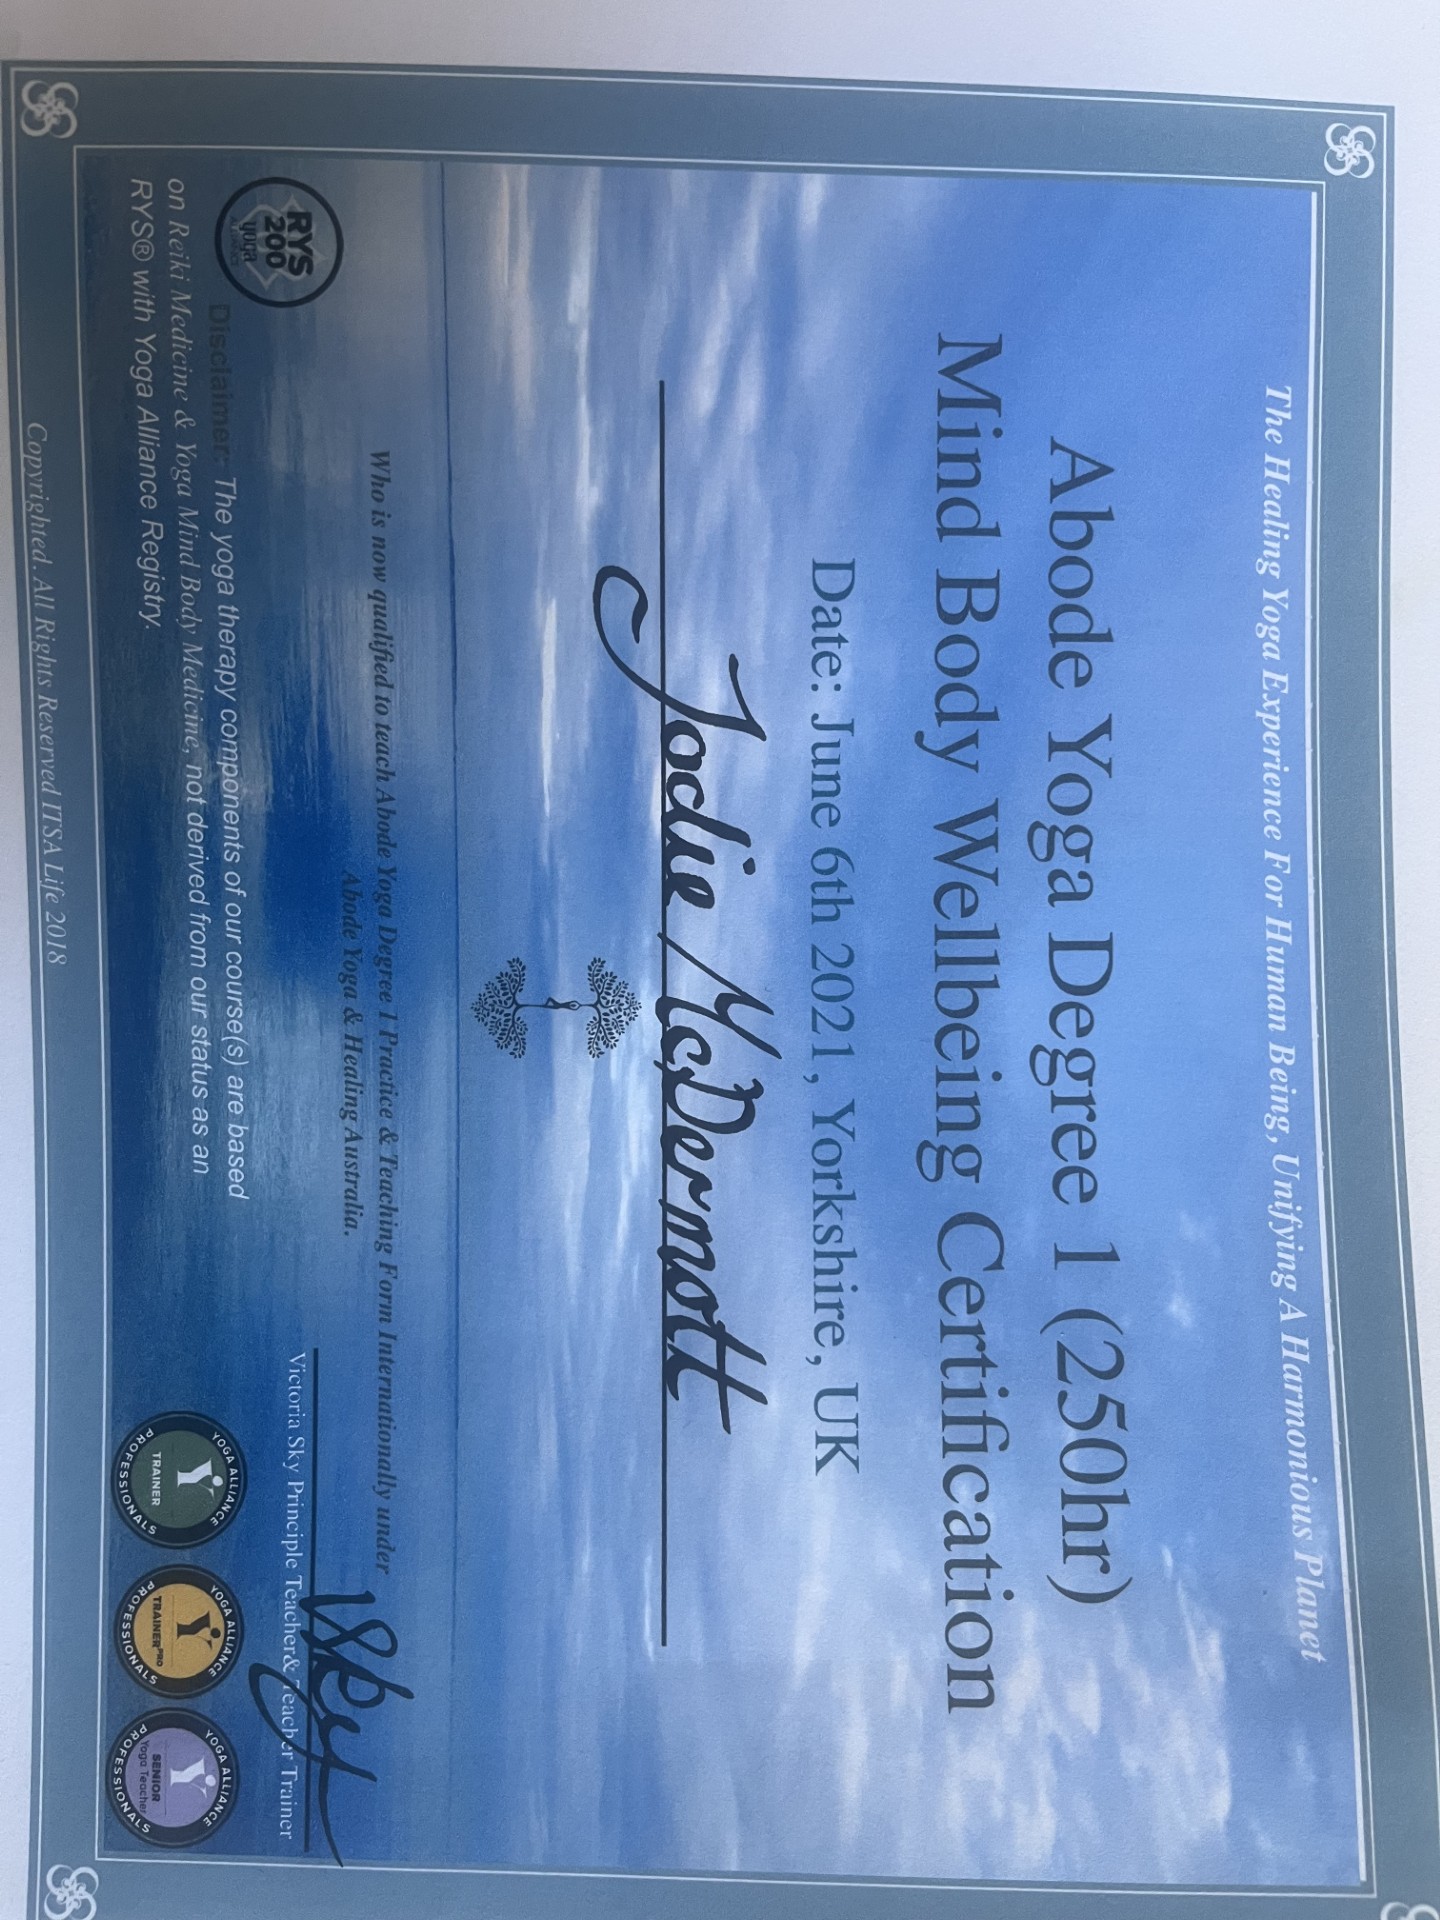 The Healing Yoga Experience For Human Being, Unifying A Harmonious Planet
Abode Yoga Degree 1 (250hr)
Mind Body Wellbeing Certification
Date: June 6th 2021, Yorkshire, UK
Jodie McDermott
Who is now qualified to teach Abode Yoga Degree 1 Practice & Teaching Form Internationally under
Abode Yoga & Healing Australia.
VSky
Victoria Sky Principle Teacher& Teacher Trainer
RYS
200
yoga
ALLIANCE
Disclaimer: The yoga therapy components of our course(s) are based
on Reiki Medicine & Yoga Mind Body Medicine, not derived from our status as an
RYS® with Yoga Alliance Registry.
YOGA ALLIANCE
TRAINER
PROFESSIONALS
YOGA ALLIANCE
TRAINER PRO
PROFESSIONALS
YOGA ALLIANCE
SENIOR
Yoga Teacher
PROFESSIONALS
Copyrighted. All Rights Reserved ITSA Life 2018